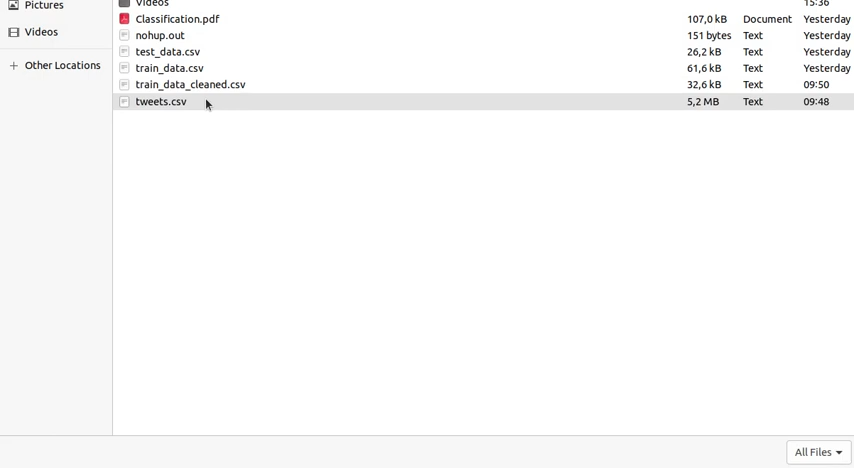 Pictures
Videos
Other Locations
Videos 15:36
Classification.pdf 107,0 kB Document Yesterday
nohup.out 151 bytes Text Yesterday
test_data.csv 26,2 kB Text Yesterday
train_data.csv 61,6 kB Text Yesterday
train_data_cleaned.csv 32,6 kB Text 09:50
tweets.csv 5,2 MB Text 09:48
All Files